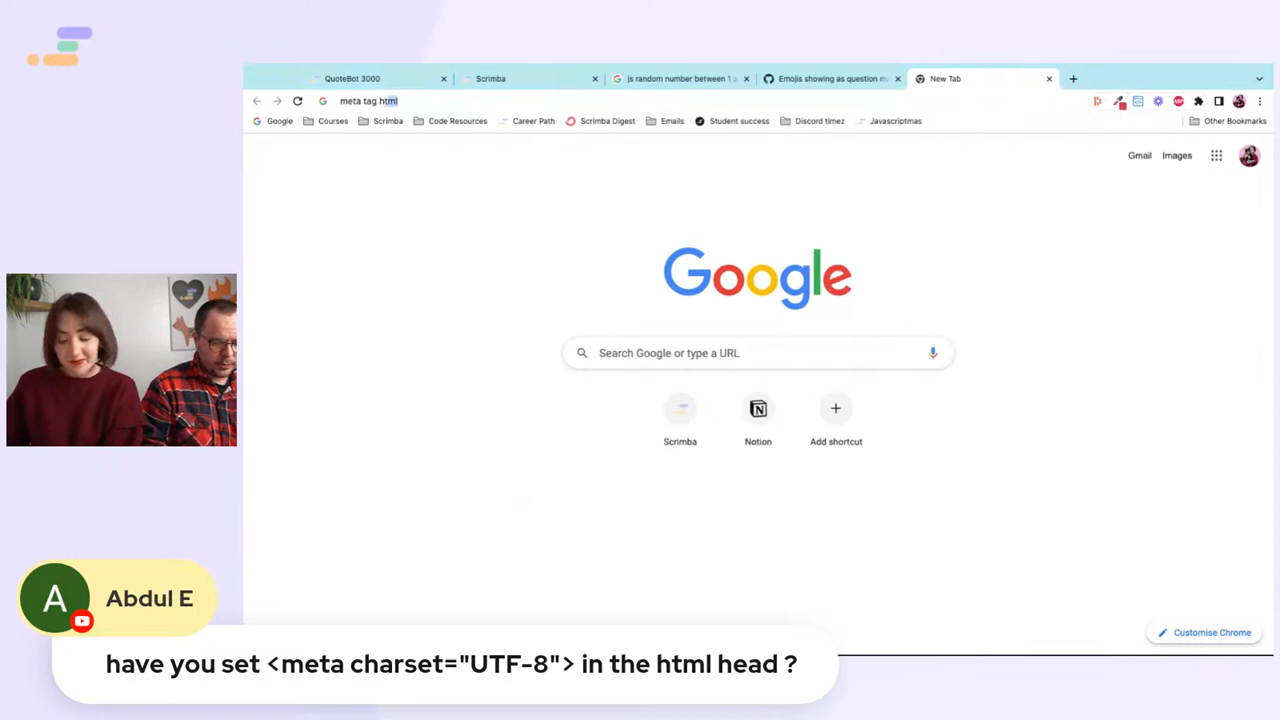 QuoteBot 3000
Scrimba
js random number between 1
Emojis showing as question
New Tab
meta tag html
Google
Courses
Scrimba
Code Resources
Career Path
Scrimba Digest
Emails
Student success
Discord timez
Javascriptmas
Other Bookmarks
Gmail
Images
Google
Search Google or type a URL
Scrimba
Notion
Add shortcut
Customise Chrome
A
Abdul E
have you set <meta charset="UTF-8"> in the html head ?